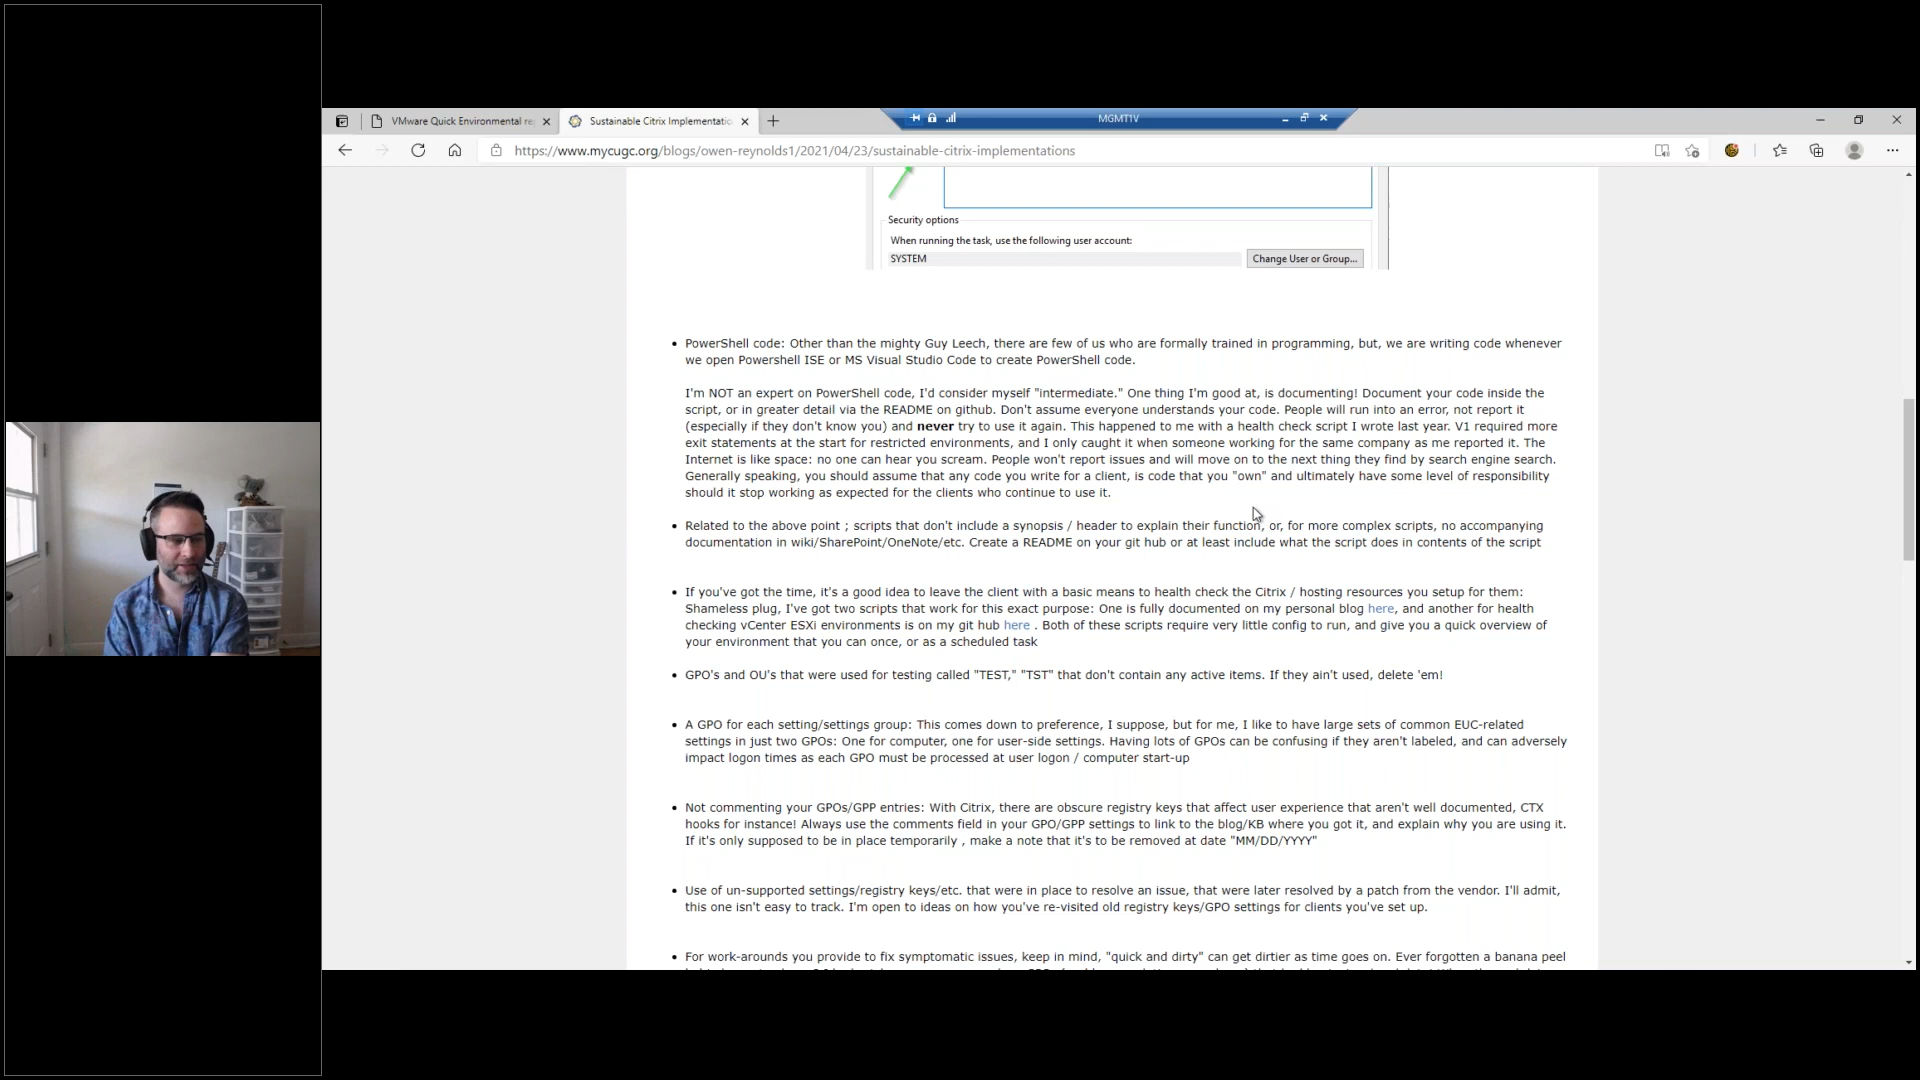 VMware Quick Environmental re
Sustainable Citrix Implementatio
MGMT1V
https://www.mycugc.org/blogs/owen-reynolds1/2021/04/23/sustainable-citrix-implementations
Security options
When running the task, use the following user account:
SYSTEM
Change User or Group...
• PowerShell code: Other than the mighty Guy Leech, there are few of us who are formally trained in programming, but, we are writing code whenever
we open Powershell ISE or MS Visual Studio Code to create PowerShell code.
I'm NOT an expert on PowerShell code, I'd consider myself "intermediate." One thing I'm good at, is documenting! Document your code inside the
script, or in greater detail via the README on github. Don't assume everyone understands your code. People will run into an error, not report it
(especially if they don't know you) and never try to use it again. This happened to me with a health check script I wrote last year. V1 required more
exit statements at the start for restricted environments, and I only caught it when someone working for the same company as me reported it. The
Internet is like space: no one can hear you scream. People won't report issues and will move on to the next thing they find by search engine search.
Generally speaking, you should assume that any code you write for a client, is code that you "own" and ultimately have some level of responsibility
should it stop working as expected for the clients who continue to use it.
• Related to the above point ; scripts that don't include a synopsis / header to explain their function, or, for more complex scripts, no accompanying
documentation in wiki/SharePoint/OneNote/etc. Create a README on your git hub or at least include what the script does in contents of the script
• If you've got the time, it's a good idea to leave the client with a basic means to health check the Citrix / hosting resources you setup for them:
Shameless plug, I've got two scripts that work for this exact purpose: One is fully documented on my personal blog here, and another for health
checking vCenter ESXi environments is on my git hub here . Both of these scripts require very little config to run, and give you a quick overview of
your environment that you can once, or as a scheduled task
• GPO's and OU's that were used for testing called "TEST," "TST" that don't contain any active items. If they ain't used, delete 'em!
• A GPO for each setting/settings group: This comes down to preference, I suppose, but for me, I like to have large sets of common EUC-related
settings in just two GPOs: One for computer, one for user-side settings. Having lots of GPOs can be confusing if they aren't labeled, and can adversely
impact logon times as each GPO must be processed at user logon / computer start-up
• Not commenting your GPOs/GPP entries: With Citrix, there are obscure registry keys that affect user experience that aren't well documented, CTX
hooks for instance! Always use the comments field in your GPO/GPP settings to link to the blog/KB where you got it, and explain why you are using it.
If it's only supposed to be in place temporarily , make a note that it's to be removed at date "MM/DD/YYYY"
• Use of un-supported settings/registry keys/etc. that were in place to resolve an issue, that were later resolved by a patch from the vendor. I'll admit,
this one isn't easy to track. I'm open to ideas on how you've re-visited old registry keys/GPO settings for clients you've set up.
• For work-arounds you provide to fix symptomatic issues, keep in mind, "quick and dirty" can get dirtier as time goes on. Ever forgotten a banana peel